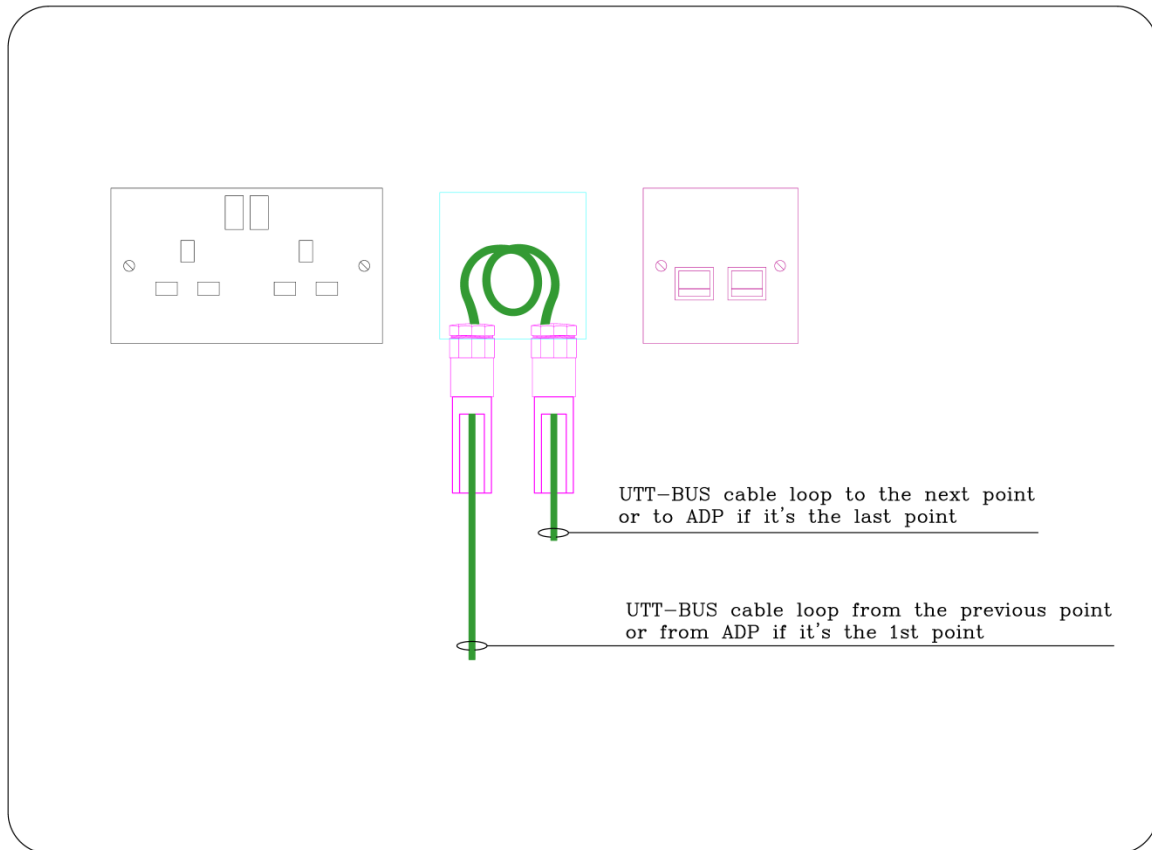 UTT-BUS cable loop to the next point
or to ADP if it's the last point
UTT-BUS cable loop from the previous point
or from ADP if it's the 1st point